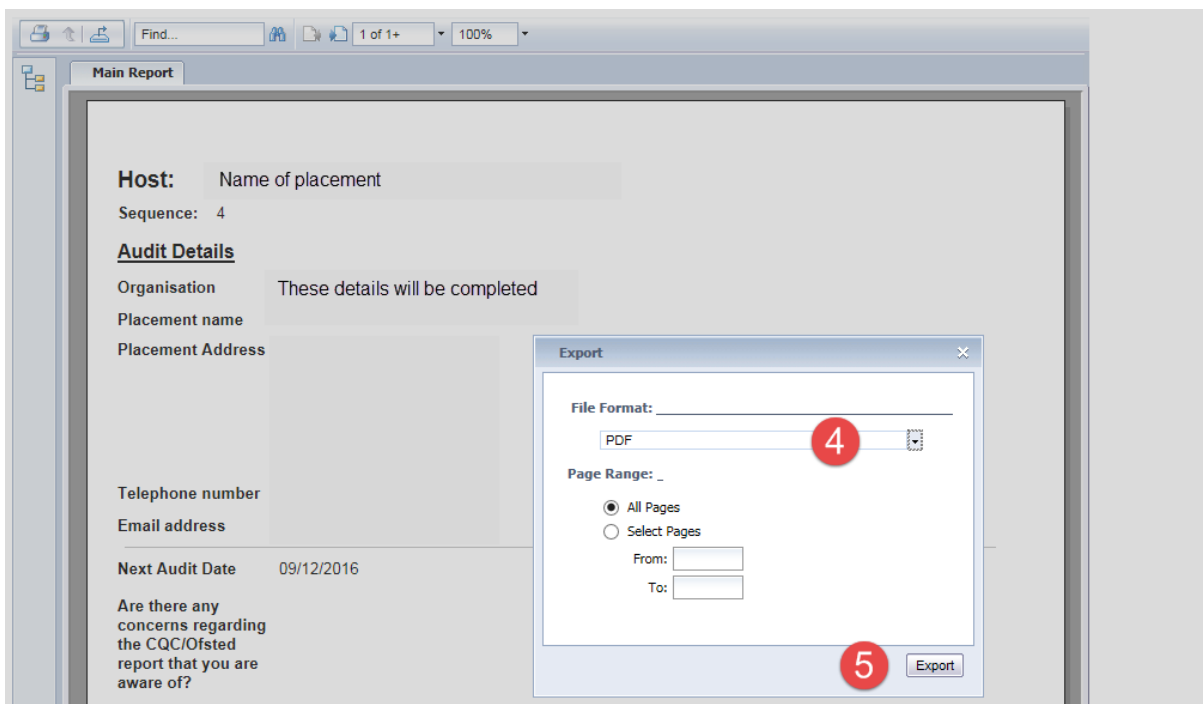 Find...
1 of 1+
100%
Main Report
Host: Name of placement
Sequence: 4
Audit Details
Organisation These details will be completed
Placement name
Placement Address
Telephone number
Email address
Next Audit Date 09/12/2016
Are there any
concerns regarding
the CQC/Ofsted
report that you are
aware of?
Export
File Format:
PDF
4
Page Range: _
All Pages
Select Pages
From:
To:
5
Export